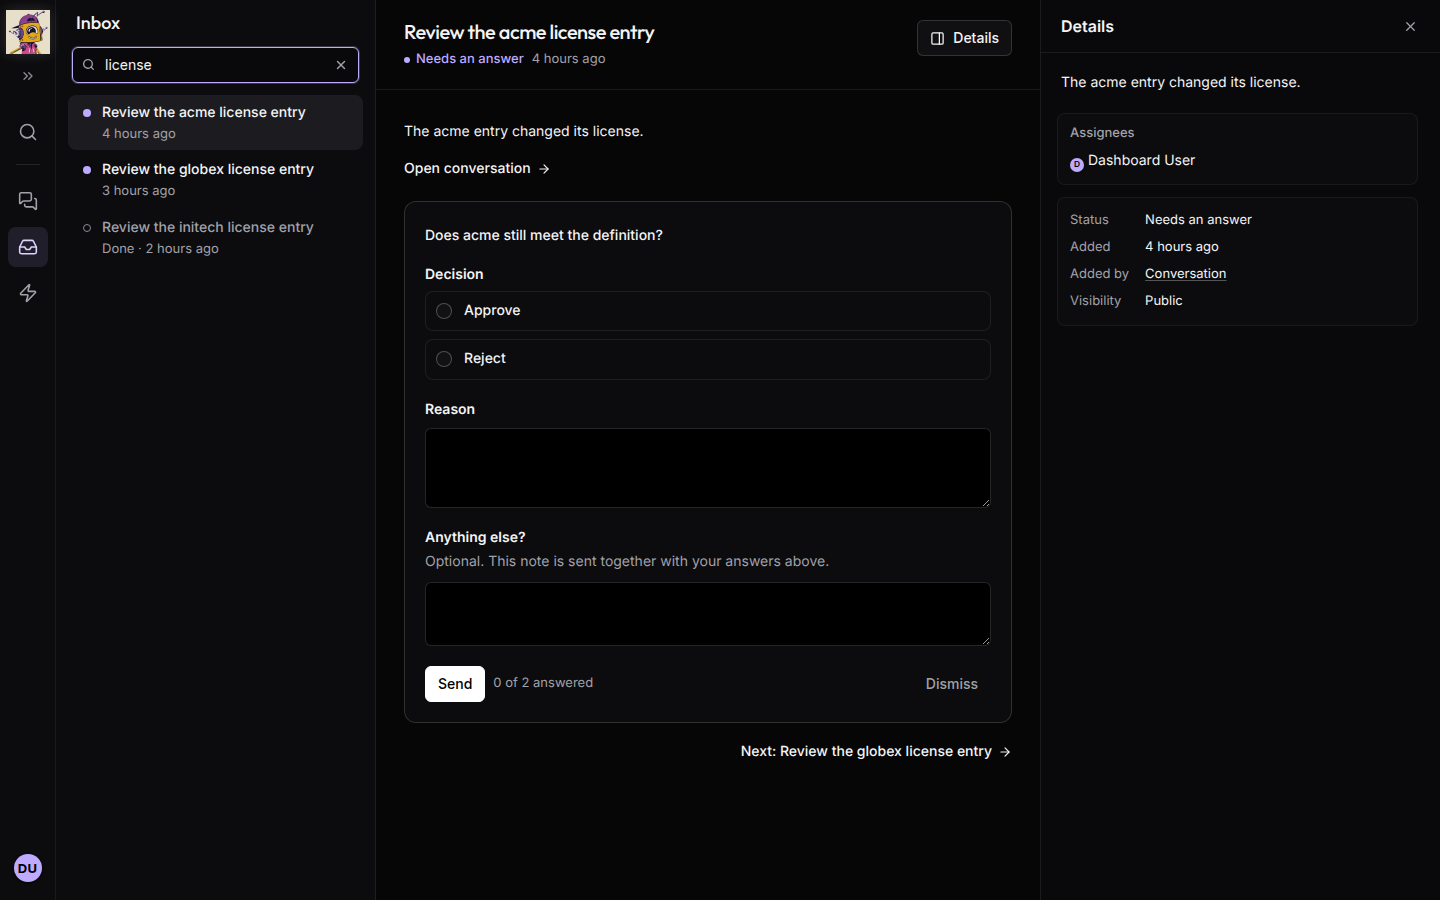 Inbox
license
Review the acme license entry
4 hours ago
Review the globex license entry
3 hours ago
Review the initech license entry
Done · 2 hours ago
DU
Review the acme license entry
Needs an answer 4 hours ago
Details
The acme entry changed its license.
Open conversation
Does acme still meet the definition?
Decision
Approve
Reject
Reason
Anything else?
Optional. This note is sent together with your answers above.
Send
0 of 2 answered
Dismiss
Next: Review the globex license entry
Details
The acme entry changed its license.
Assignees
D Dashboard User
Status Needs an answer
Added 4 hours ago
Added by Conversation
Visibility Public